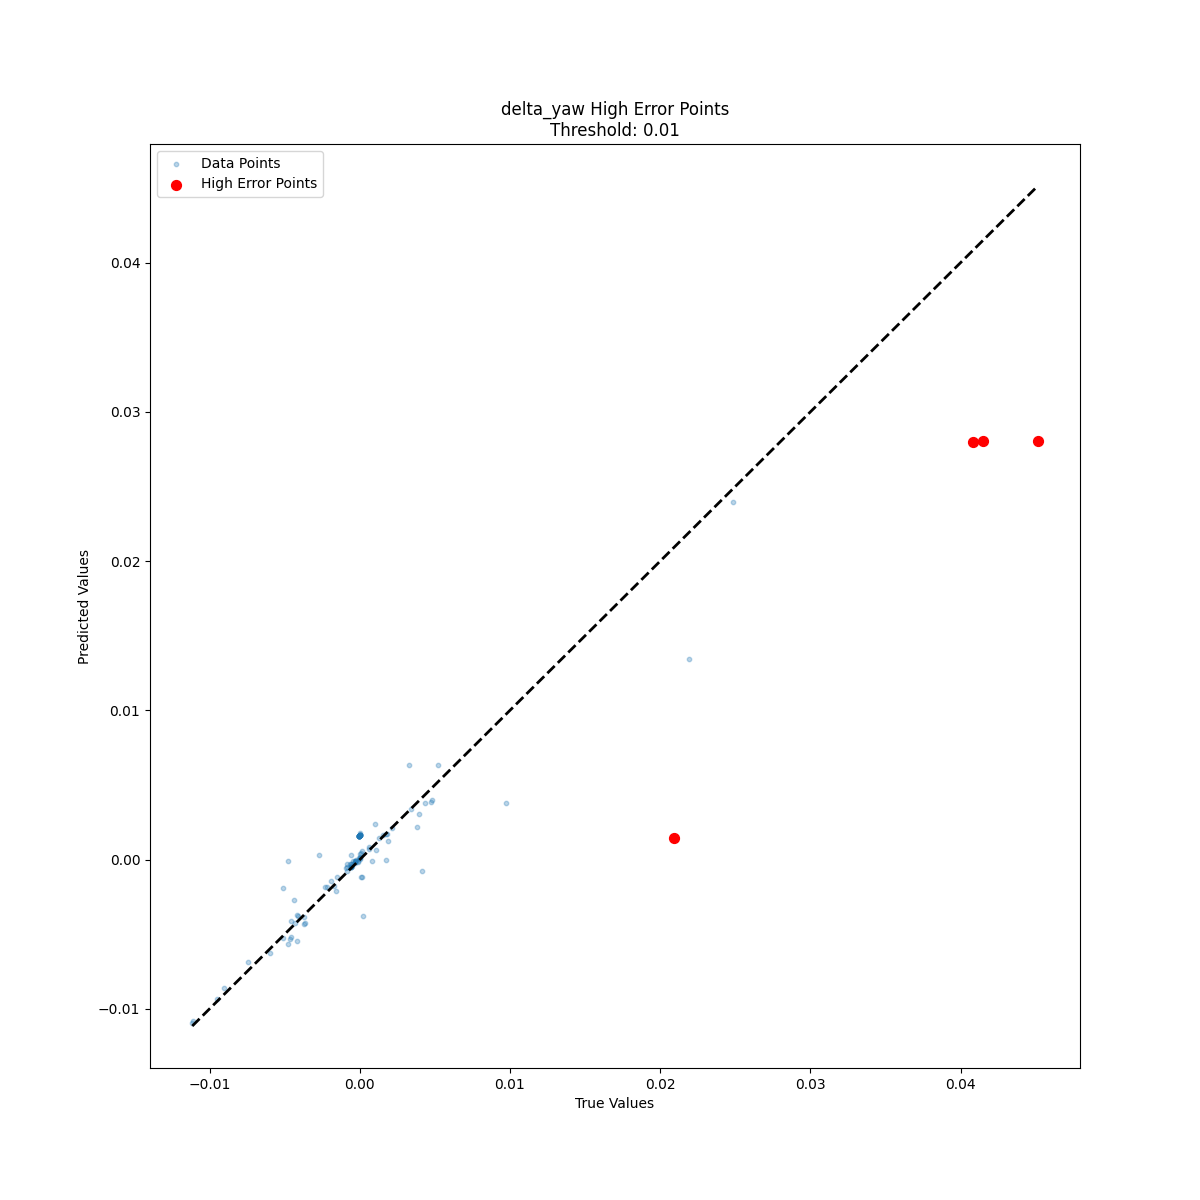 delta_yaw High Error Points
Threshold: 0.01
Data Points
High Error Points
0.04
0.03
0.02
0.01
0.00
−0.01
Predicted Values
−0.01
0.00
0.01
0.02
0.03
0.04
True Values